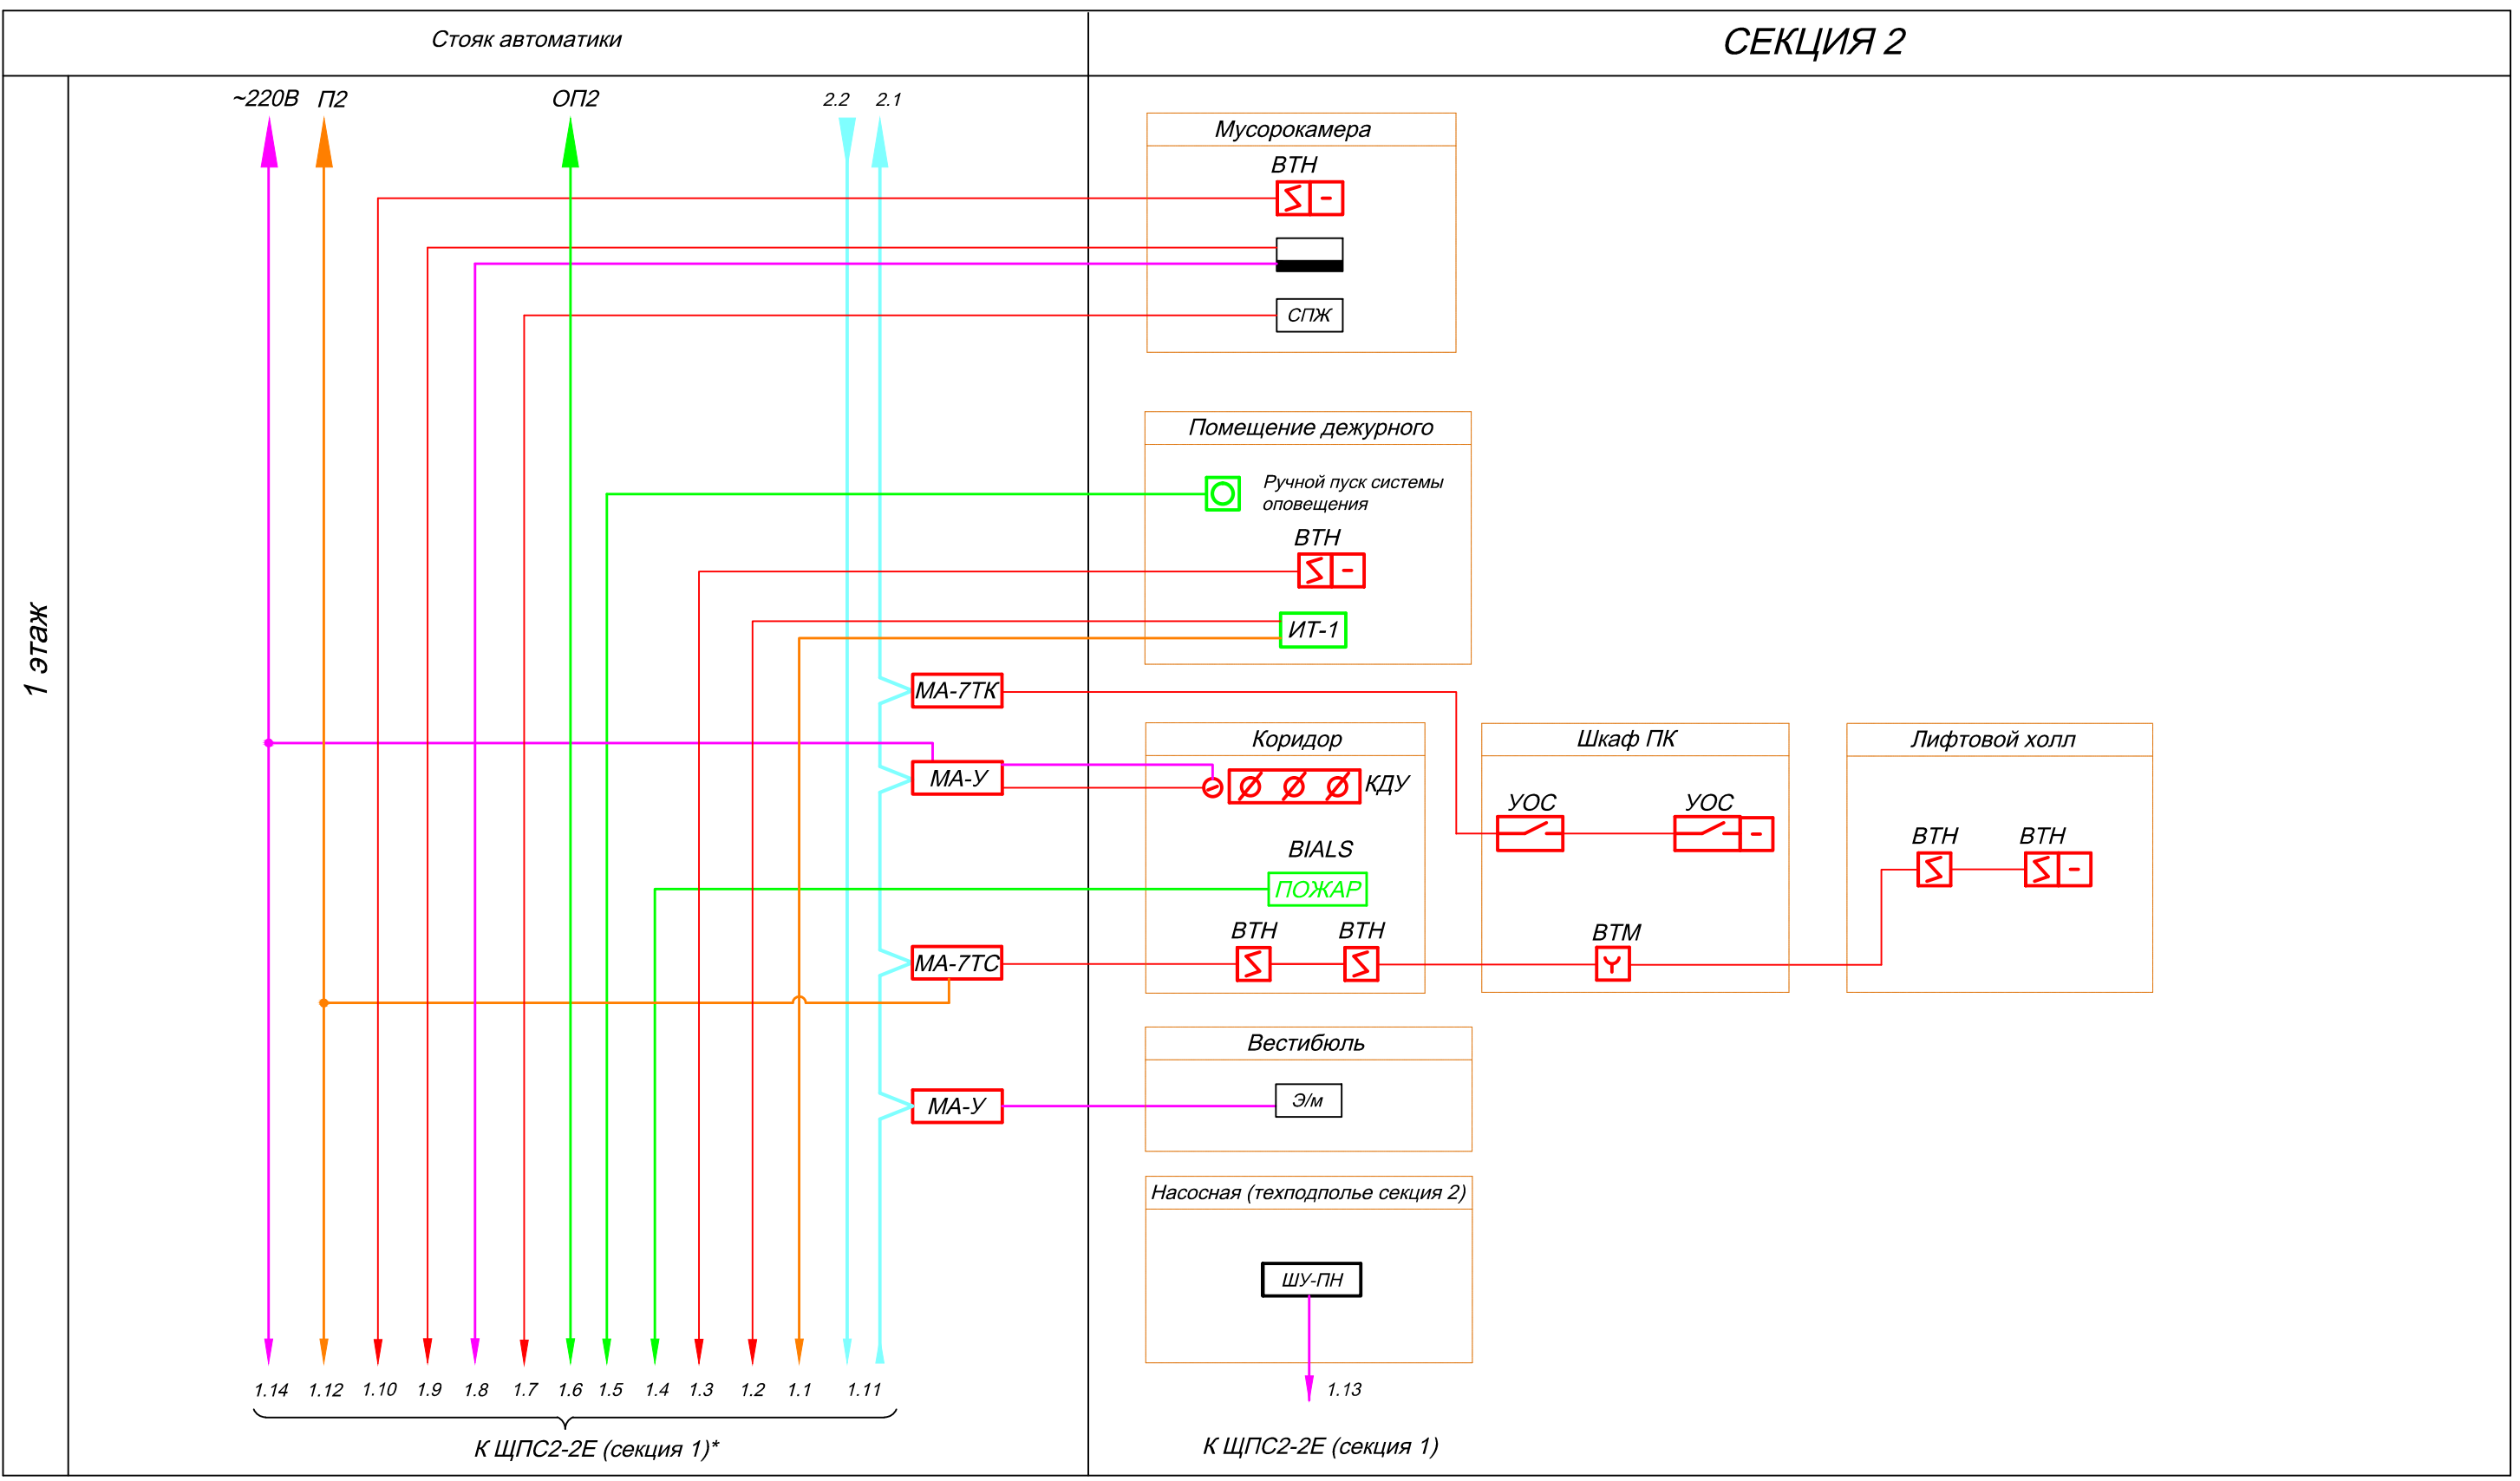 Стояк автоматики
СЕКЦИЯ 2
1 этаж
~220В
П2
ОП2
2.2
2.1
Мусорокамера
ВТН
СПЖ
Помещение дежурного
Ручной пуск системы
оповещения
ВТН
ИТ-1
МА-7ТК
Коридор
Шкаф ПК
Лифтовой холл
МА-У
КДУ
УОС
УОС
ВТН
ВТН
BIALS
ПОЖАР
ВТН
ВТН
ВТМ
МА-7ТС
Вестибюль
МА-У
Э/м
Насосная (техподполье секция 2)
ШУ-ПН
1.14
1.12
1.10
1.9
1.8
1.7
1.6
1.5
1.4
1.3
1.2
1.1
1.11
1.13
К ЩПС2-2Е (секция 1)*
К ЩПС2-2Е (секция 1)